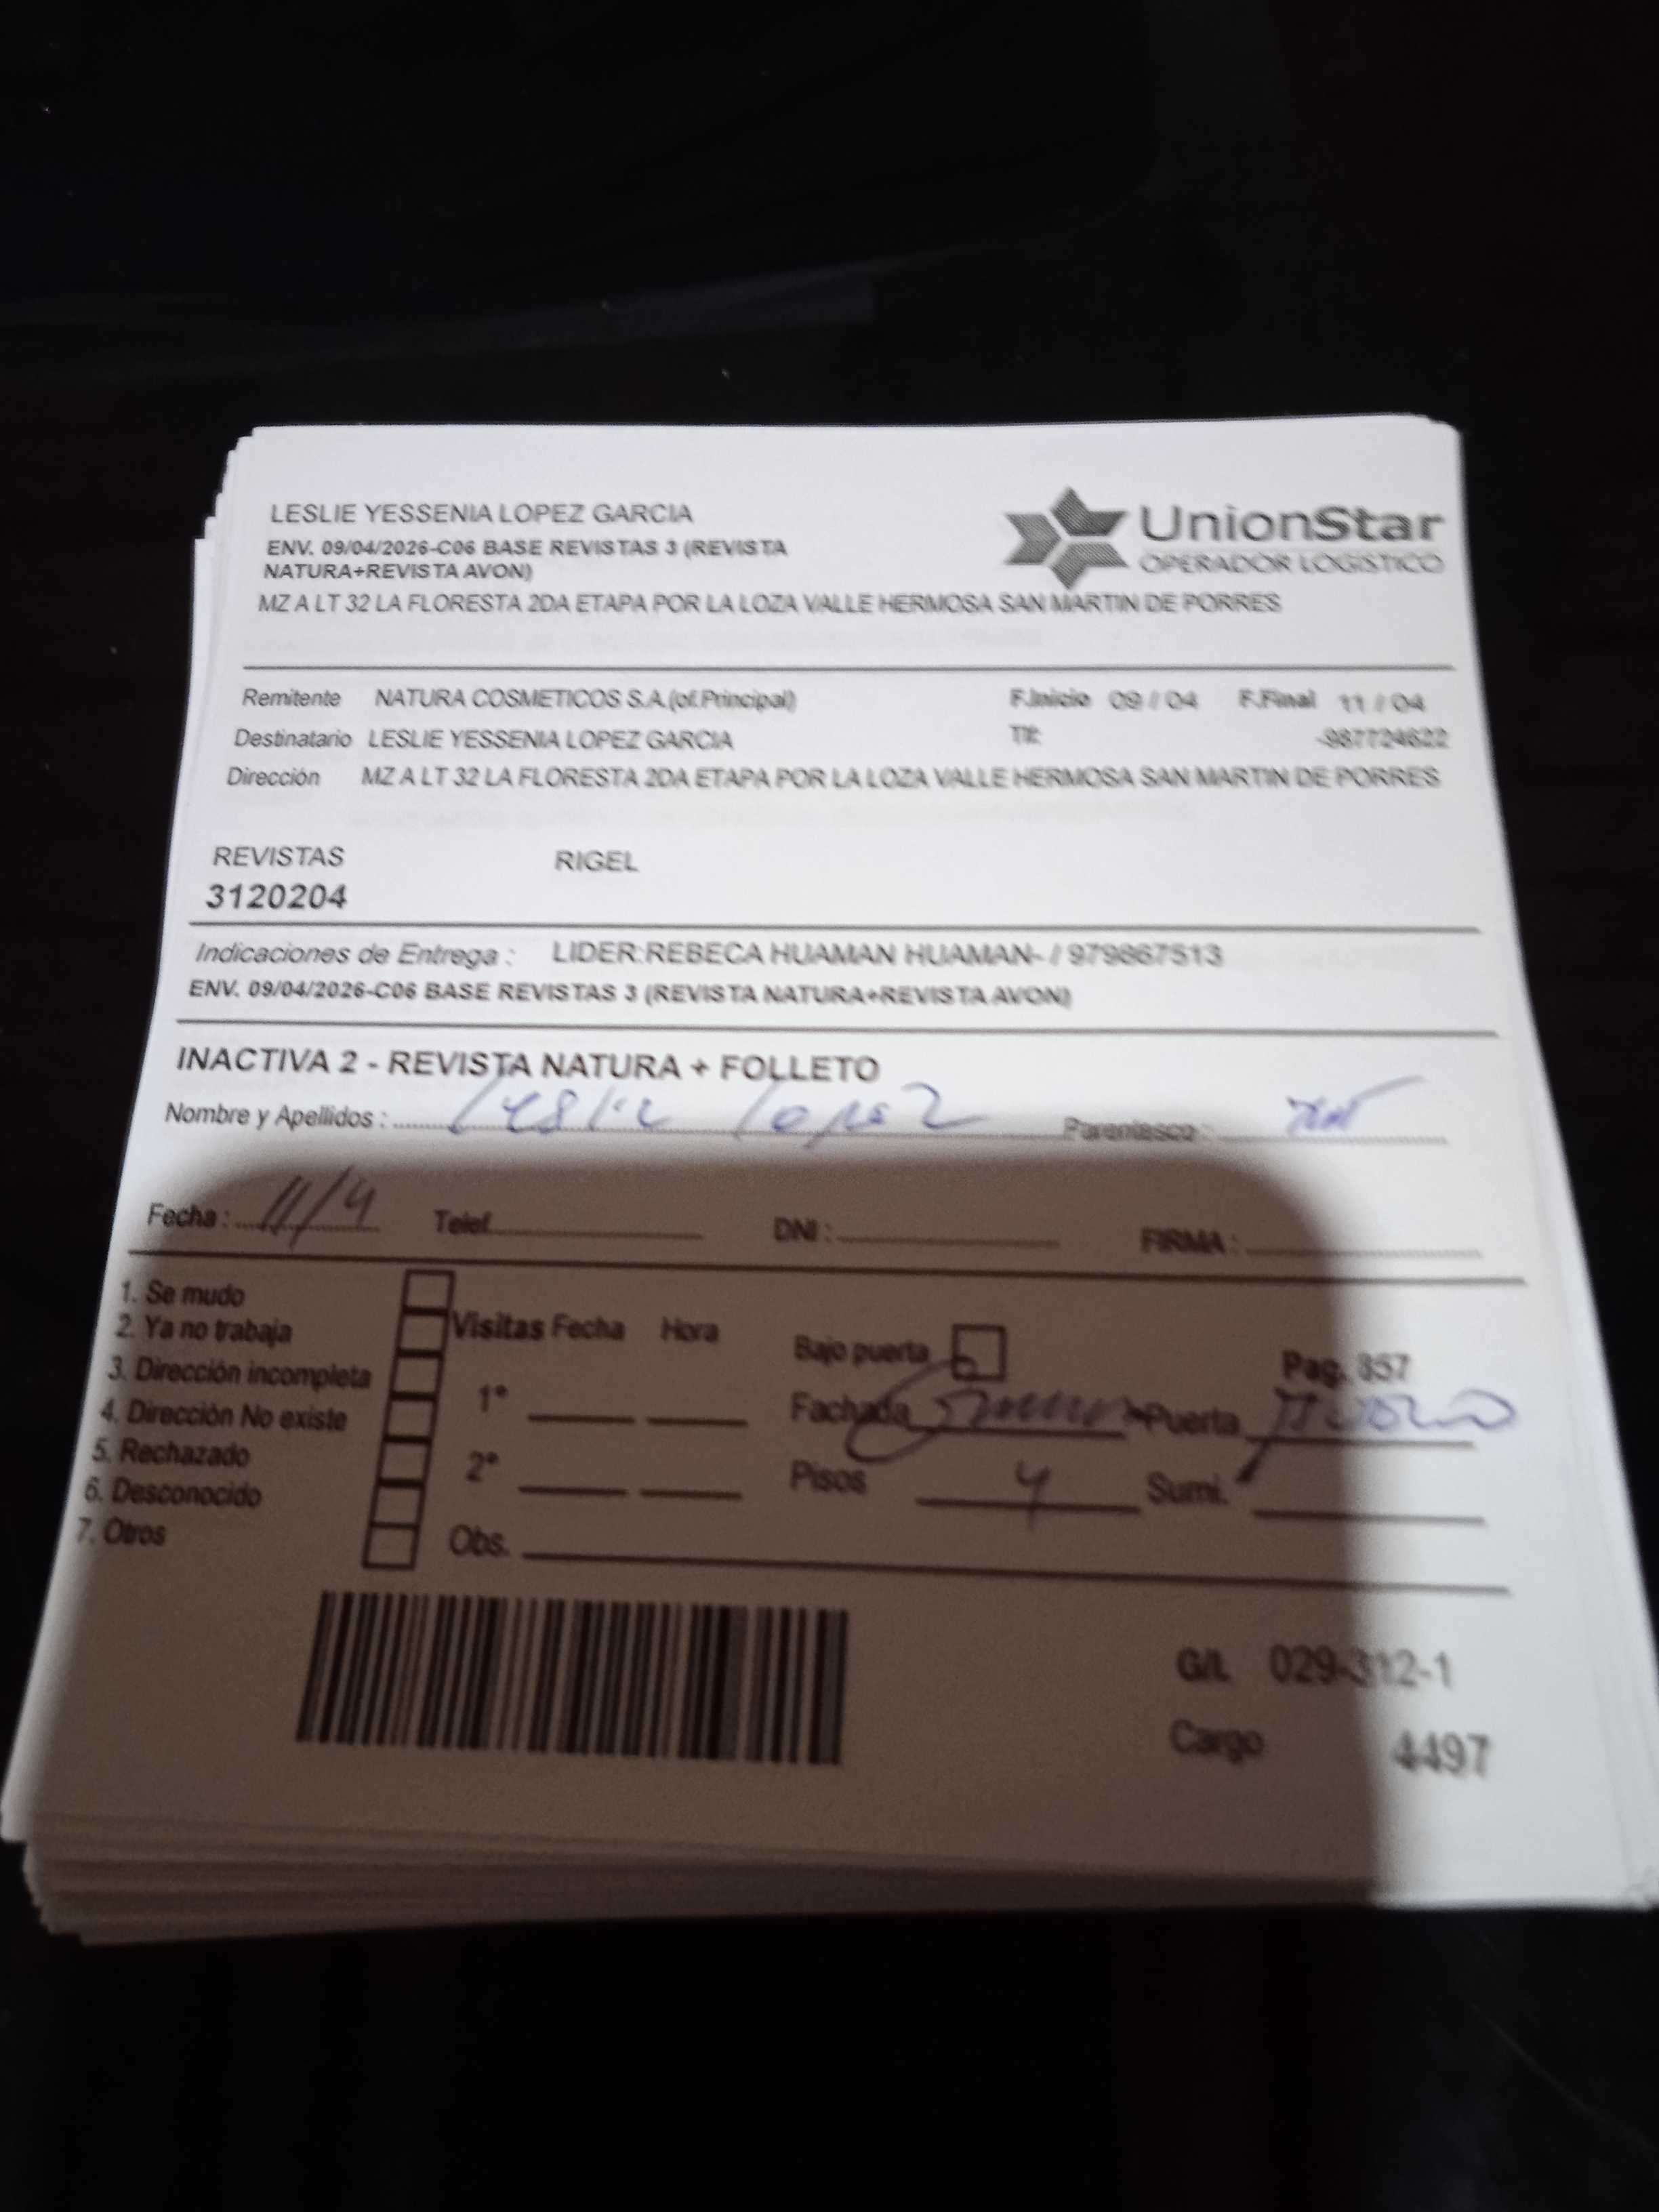 LESLIE YESSENIA LOPEZ GARCIA
UnionStar
OPERADOR LOGISTICO
ENV. 09/04/2026-C06 BASE REVISTAS 3 (REVISTA
NATURA+REVISTA AVON)
MZ A LT 32 LA FLORESTA 2DA ETAPA POR LA LOZA VALLE HERMOSA SAN MARTIN DE PORRES
Remitente NATURA COSMETICOS S.A.(of.Principal) F.Inicio 09 / 04 F.Final 11 / 04
Destinatario LESLIE YESSENIA LOPEZ GARCIA Tlf: -987724622
Dirección MZ A LT 32 LA FLORESTA 2DA ETAPA POR LA LOZA VALLE HERMOSA SAN MARTIN DE PORRES
REVISTAS RIGEL
3120204
Indicaciones de Entrega : LIDER:REBECA HUAMAN HUAMAN- / 979867513
ENV. 09/04/2026-C06 BASE REVISTAS 3 (REVISTA NATURA+REVISTA AVON)
INACTIVA 2 - REVISTA NATURA + FOLLETO
Nombre y Apellidos : Leslie Lopez Parentesco :
Fecha : 11/4 Telef. DNI : FIRMA :
1. Se mudo
2. Ya no trabaja
3. Dirección incompleta
4. Dirección No existe
5. Rechazado
6. Desconocido
7. Otros
Visitas Fecha Hora
1°
2°
Obs.
Bajo puerta Pag. 857
Fachada Puerta
Pisos 4 Sumi.
G/L 029-312-1
Cargo 4497